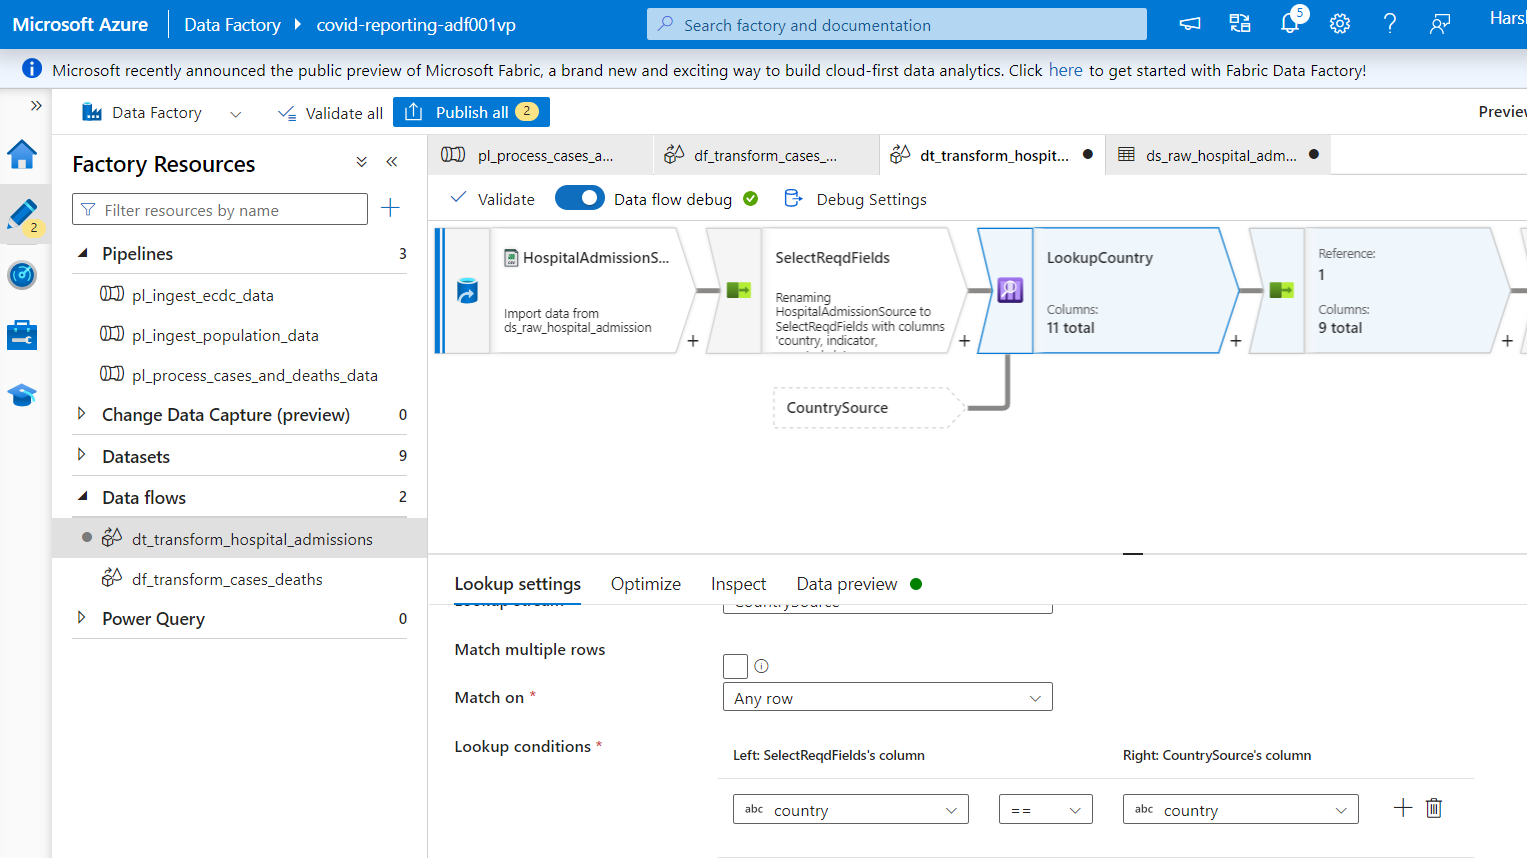 Microsoft Azure
Data Factory
covid-reporting-adf001vp
Search factory and documentation
5
Microsoft recently announced the public preview of Microsoft Fabric, a brand new and exciting way to build cloud-first data analytics. Click here to get started with Fabric Data Factory!
Data Factory
Validate all
Publish all 2
Factory Resources
Filter resources by name
2
Pipelines 3
pl_ingest_ecdc_data
pl_ingest_population_data
pl_process_cases_and_deaths_data
Change Data Capture (preview) 0
Datasets 9
Data flows 2
dt_transform_hospital_admissions
df_transform_cases_deaths
Power Query 0
pl_process_cases_a...
df_transform_cases_...
dt_transform_hospit...
ds_raw_hospital_adm...
Validate
Data flow debug
Debug Settings
HospitalAdmissionS...
Import data from
ds_raw_hospital_admission
+
SelectReqdFields
Renaming
HospitalAdmissionSource to
SelectReqdFields with columns
'country, indicator,
+
LookupCountry
Columns:
11 total
+
Reference:
1
Columns:
9 total
+
CountrySource
Lookup settings
Optimize
Inspect
Data preview
Lookup stream
CountrySource
Match multiple rows
Match on *
Any row
Lookup conditions *
Left: SelectReqdFields's column
Right: CountrySource's column
abc country
==
abc country